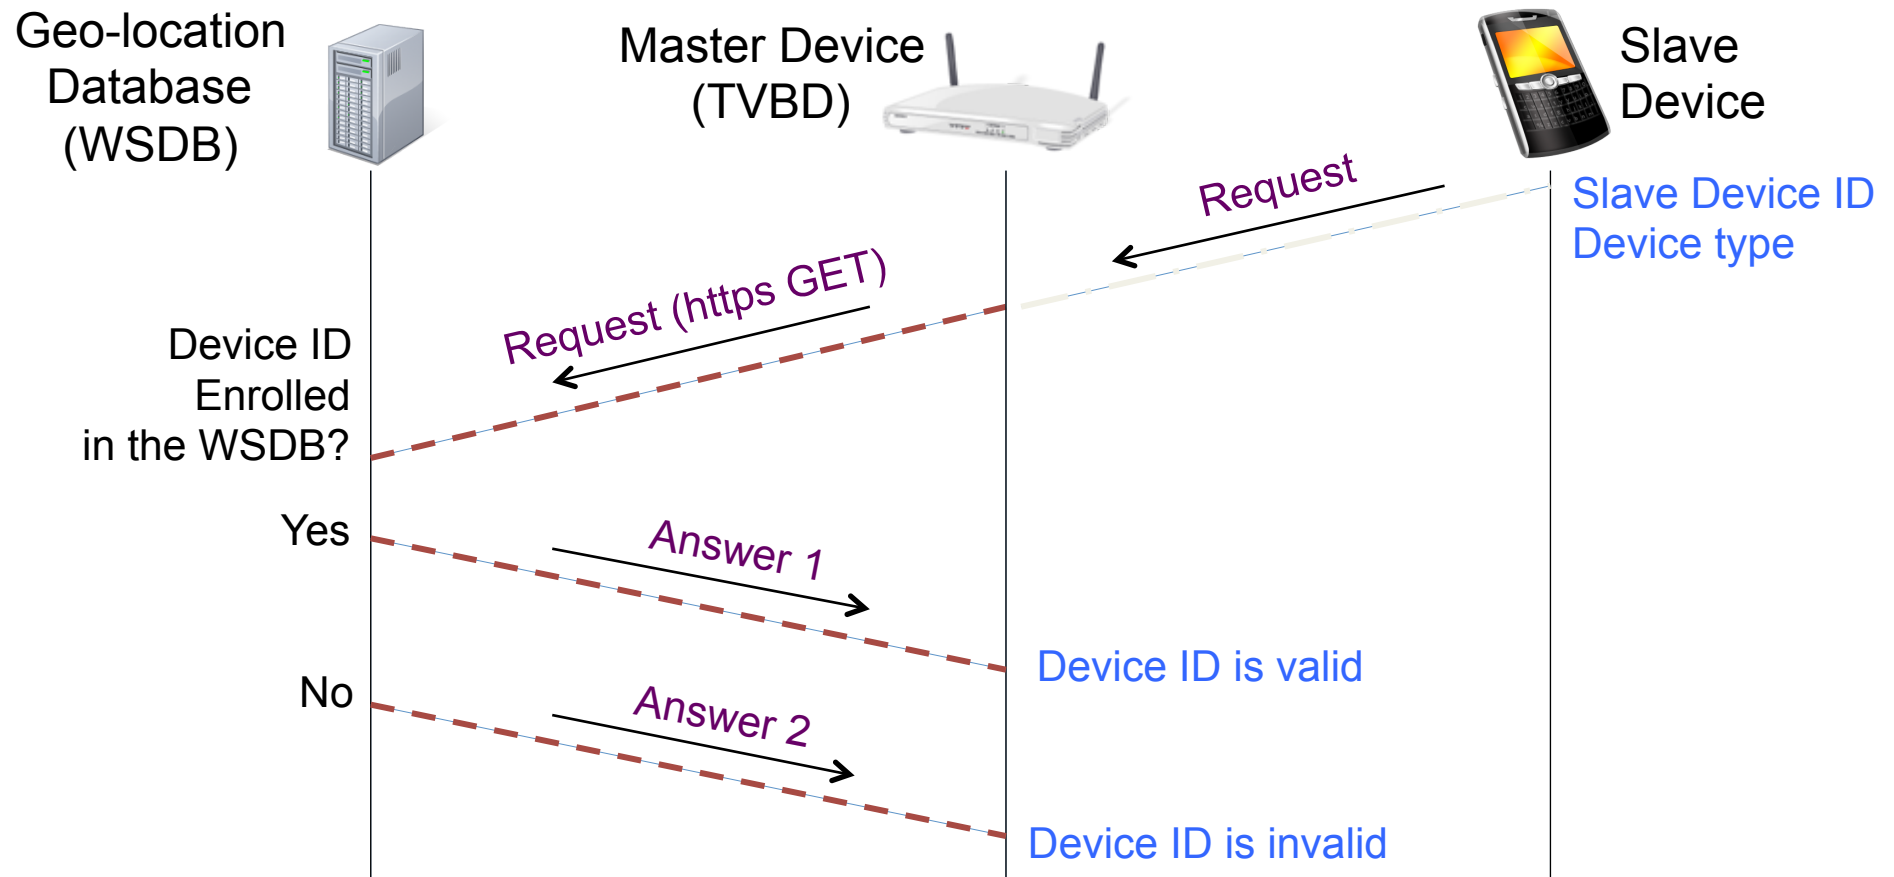 Geo-location
Database
(WSDB)
Master Device
(TVBD)
Slave
Device
Request
Slave Device ID
Device type
Request (https GET)
Device ID
Enrolled
in the WSDB?
Yes
Answer 1
Device ID is valid
No
Answer 2
Device ID is invalid